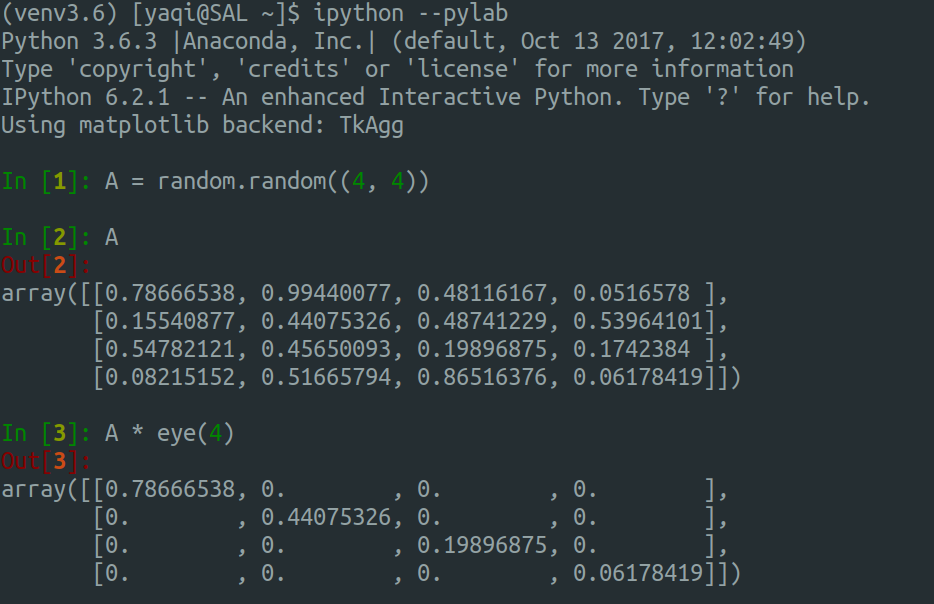 (venv3.6) [yaqi@SAL ~]$ ipython --pylab
Python 3.6.3 |Anaconda, Inc.| (default, Oct 13 2017, 12:02:49)
Type 'copyright', 'credits' or 'license' for more information
IPython 6.2.1 -- An enhanced Interactive Python. Type '?' for help.
Using matplotlib backend: TkAgg

In [1]: A = random.random((4, 4))

In [2]: A
Out[2]:
array([[0.78666538, 0.99440077, 0.48116167, 0.0516578 ],
       [0.15540877, 0.44075326, 0.48741229, 0.53964101],
       [0.54782121, 0.45650093, 0.19896875, 0.1742384 ],
       [0.08215152, 0.51665794, 0.86516376, 0.06178419]])

In [3]: A * eye(4)
Out[3]:
array([[0.78666538, 0.        , 0.        , 0.        ],
       [0.        , 0.44075326, 0.        , 0.        ],
       [0.        , 0.        , 0.19896875, 0.        ],
       [0.        , 0.        , 0.        , 0.06178419]])